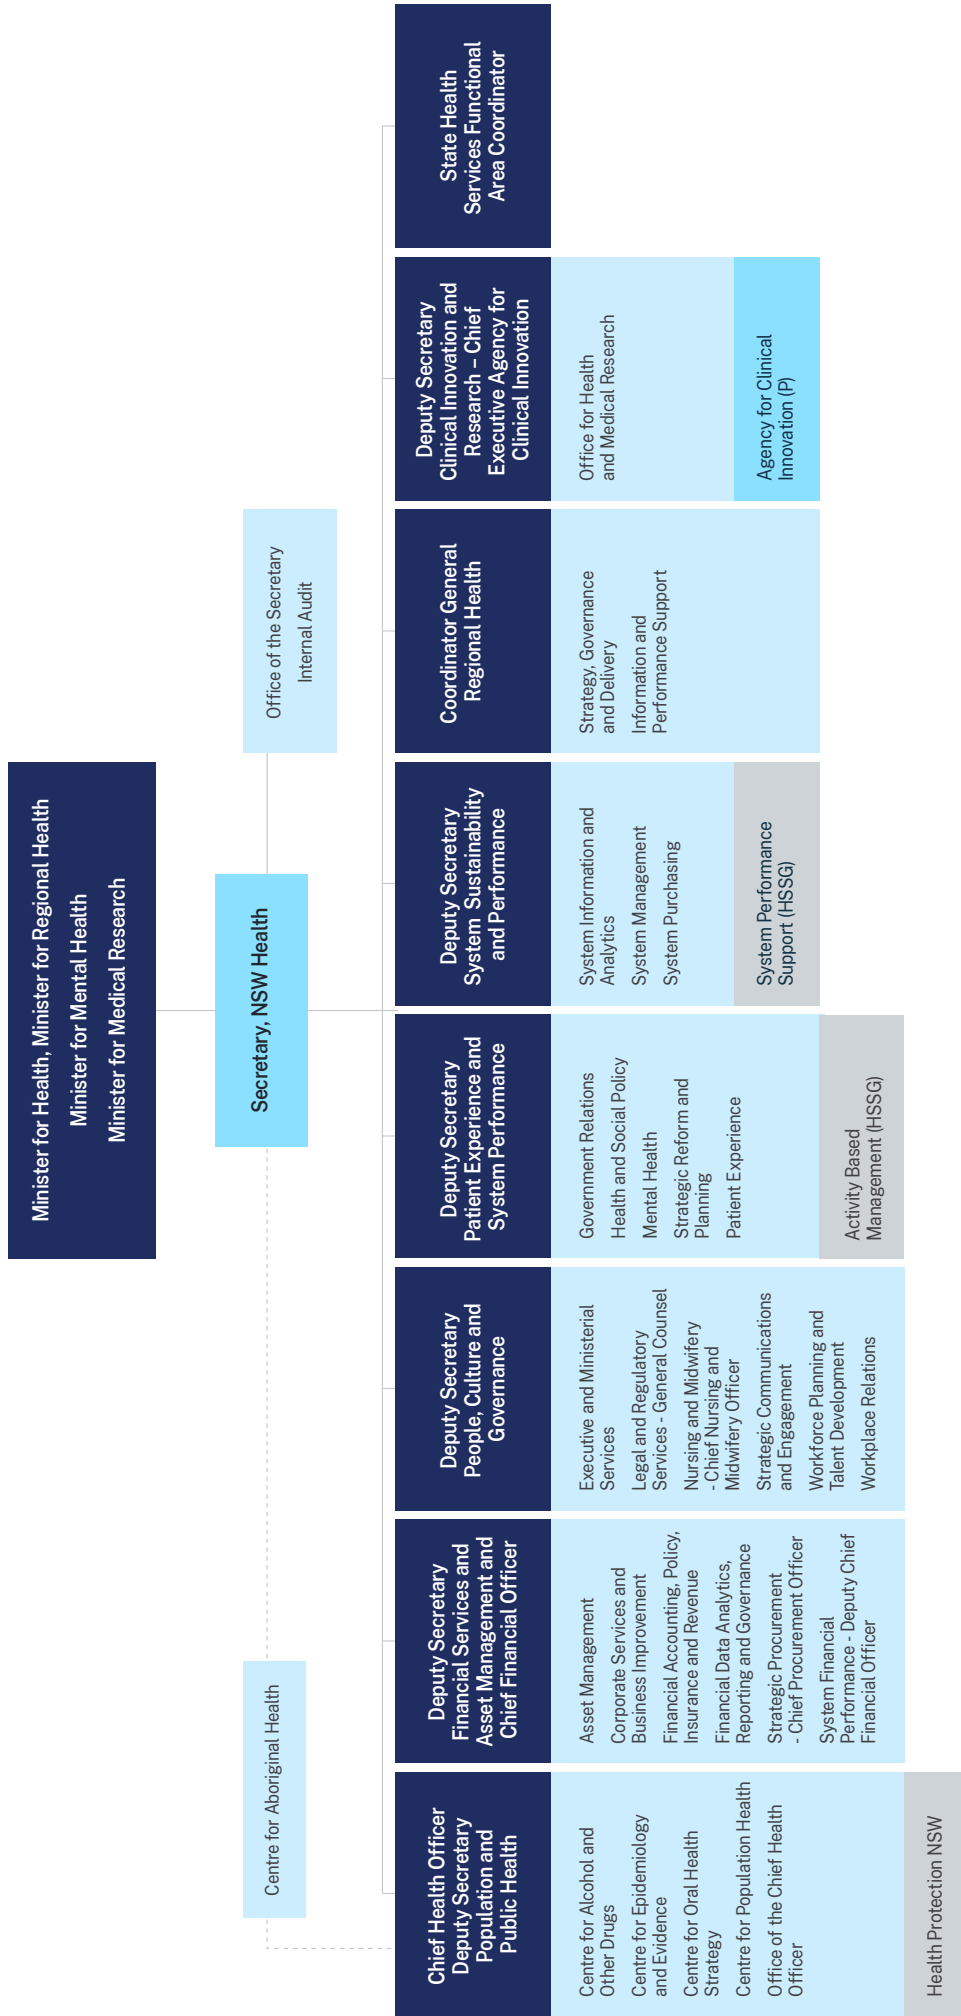 Minister for Health, Minister for Regional Health
Minister for Mental Health
Minister for Medical Research
Secretary, NSW Health
Centre for Aboriginal Health
Office of the Secretary
Internal Audit
Chief Health Officer
Deputy Secretary
Population and
Public Health
Centre for Alcohol and
Other Drugs
Centre for Epidemiology
and Evidence
Centre for Oral Health
Strategy
Centre for Population Health
Office of the Chief Health
Officer
Health Protection NSW
Deputy Secretary
Financial Services and
Asset Management and
Chief Financial Officer
Asset Management
Corporate Services and
Business Improvement
Financial Accounting, Policy,
Insurance and Revenue
Financial Data Analytics,
Reporting and Governance
Strategic Procurement
- Chief Procurement Officer
System Financial
Performance - Deputy Chief
Financial Officer
Deputy Secretary
People, Culture and
Governance
Executive and Ministerial
Services
Legal and Regulatory
Services - General Counsel
Nursing and Midwifery
- Chief Nursing and
Midwifery Officer
Strategic Communications
and Engagement
Workforce Planning and
Talent Development
Workplace Relations
Deputy Secretary
Patient Experience and
System Performance
Government Relations
Health and Social Policy
Mental Health
Strategic Reform and
Planning
Patient Experience
Activity Based
Management (HSSG)
Deputy Secretary
System Sustainability
and Performance
System Information and
Analytics
System Management
System Purchasing
System Performance
Support (HSSG)
Coordinator General
Regional Health
Strategy, Governance
and Delivery
Information and
Performance Support
Deputy Secretary
Clinical Innovation and
Research – Chief
Executive Agency for
Clinical Innovation
Office for Health
and Medical Research
Agency for Clinical
Innovation (P)
State Health
Services Functional
Area Coordinator